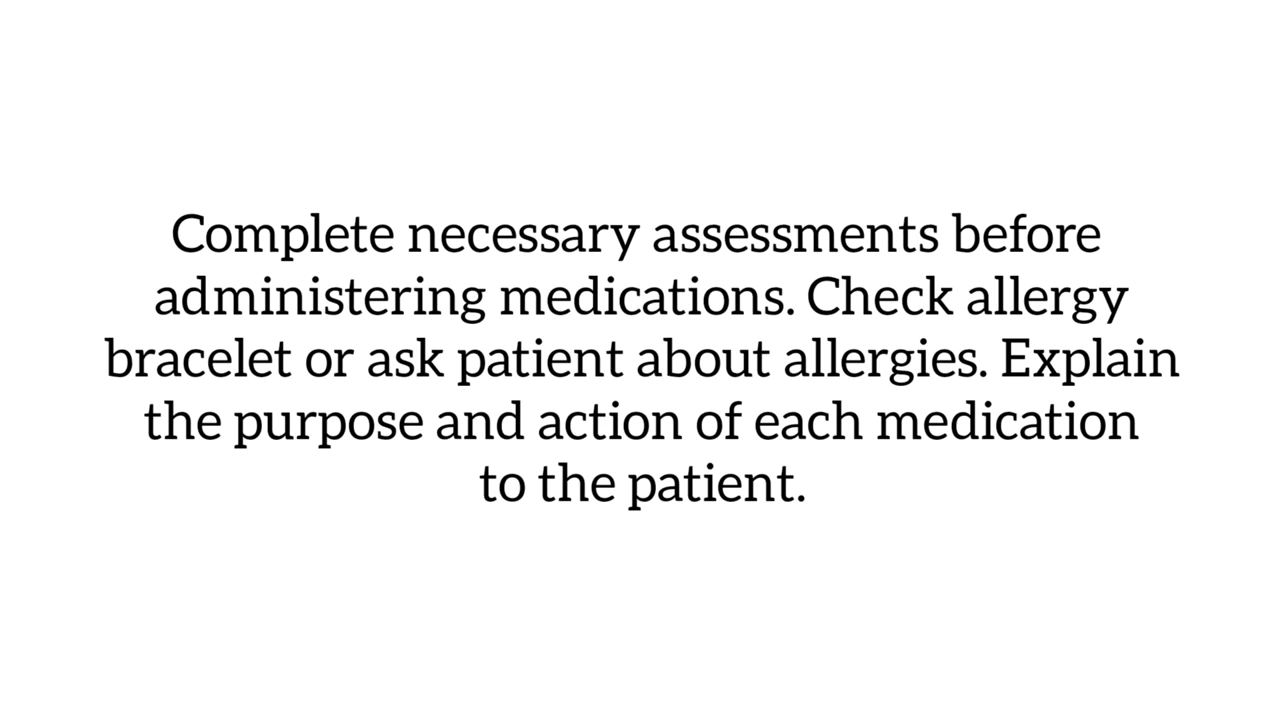 Complete necessary assessments before
administering medications. Check allergy
bracelet or ask patient about allergies. Explain
the purpose and action of each medication
to the patient.